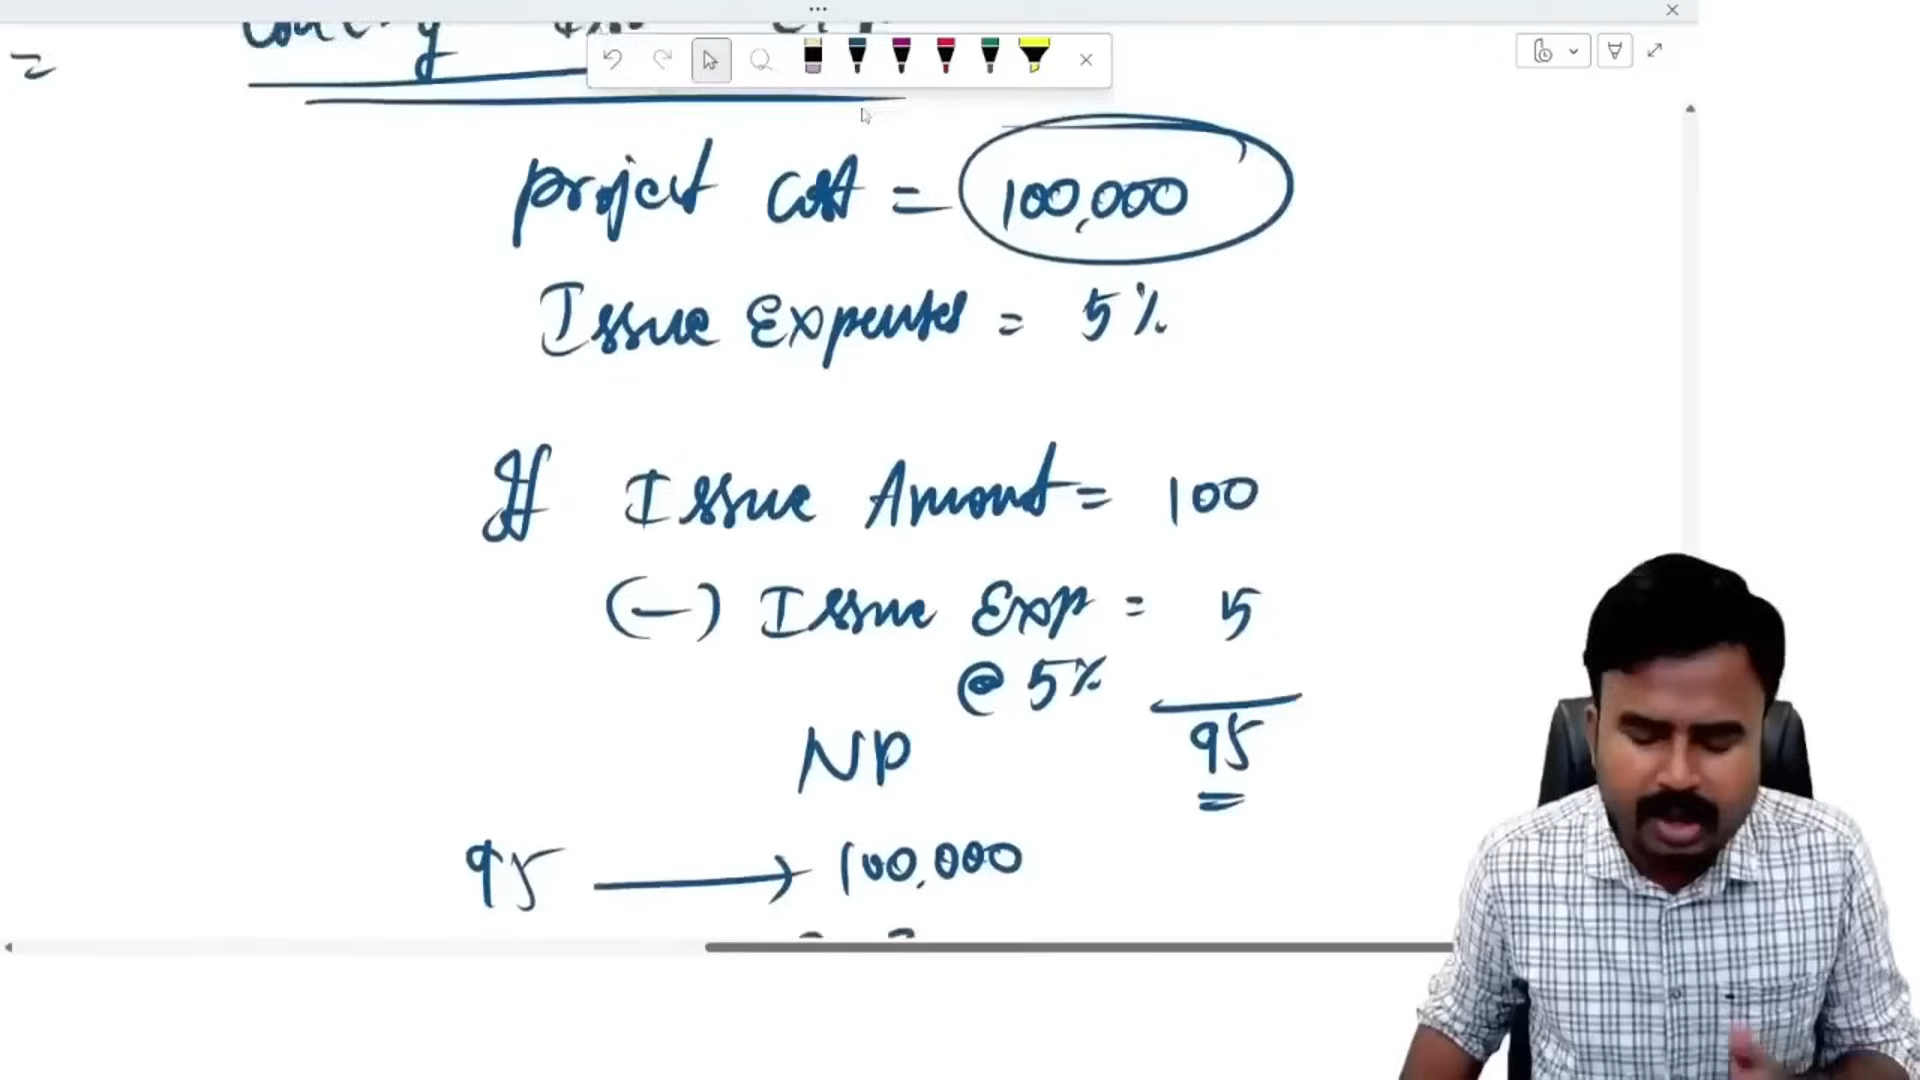 =
project cost = 100,000
Issue Expenses = 5%
If Issue Amount = 100
(-) Issue Exp = 5
@ 5%
NP 95
95 → 100,000